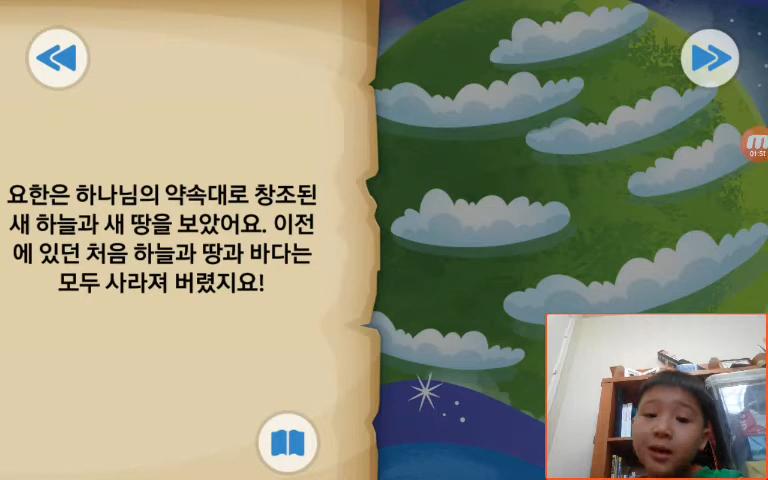 요한은 하나님의 약속대로 창조된
새 하늘과 새 땅을 보았어요. 이전
에 있던 처음 하늘과 땅과 바다는
모두 사라져 버렸지요!
01:51